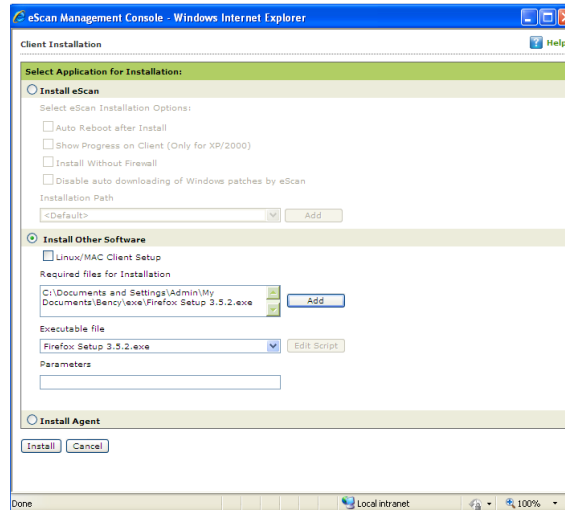 eScan Management Console - Windows Internet Explorer
Client Installation
? Help
Select Application for Installation:
Install eScan
Select eScan Installation Options:
Auto Reboot after Install
Show Progress on Client (Only for XP/2000)
Install Without Firewall
Disable auto downloading of Windows patches by eScan
Installation Path
<Default>
Add
Install Other Software
Linux/MAC Client Setup
Required files for Installation
C:\Documents and Settings\Admin\My
Documents\Bency\exe\Firefox Setup 3.5.2.exe
Add
Executable file
Firefox Setup 3.5.2.exe
Edit Script
Parameters
Install Agent
Install
Cancel
Done
Local intranet
100%